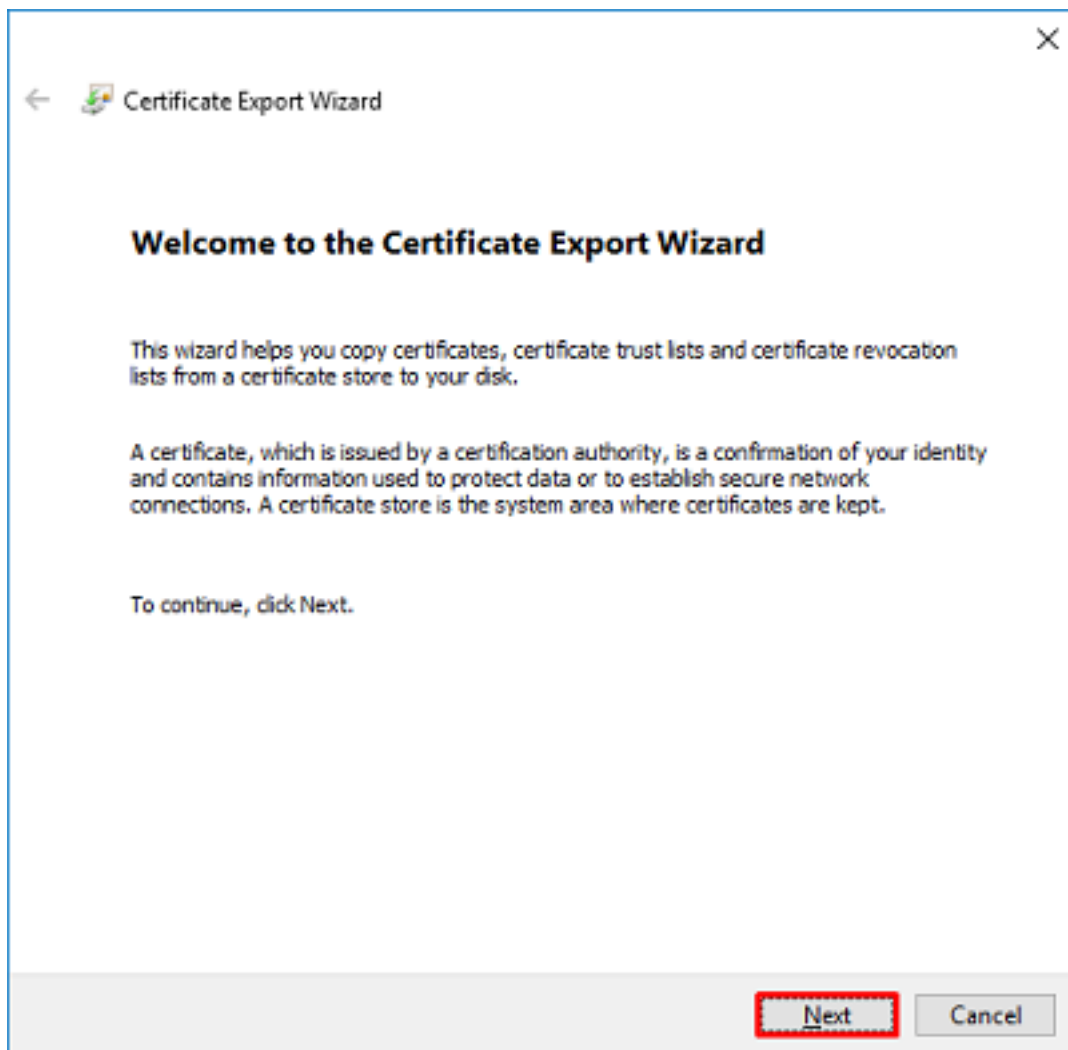 Certificate Export Wizard
Welcome to the Certificate Export Wizard
This wizard helps you copy certificates, certificate trust lists and certificate revocation
lists from a certificate store to your disk.
A certificate, which is issued by a certification authority, is a confirmation of your identity
and contains information used to protect data or to establish secure network
connections. A certificate store is the system area where certificates are kept.
To continue, click Next.
Next Cancel